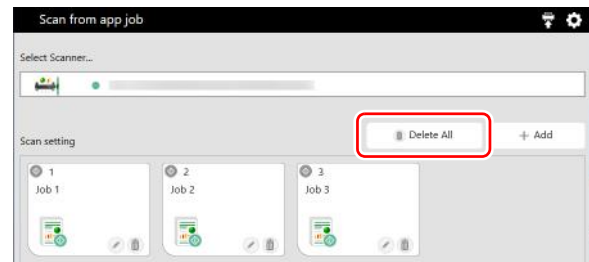 Scan from app job
Select Scanner...
Delete All
+ Add
Scan setting
1 2 3
Job 1 Job 2 Job 3